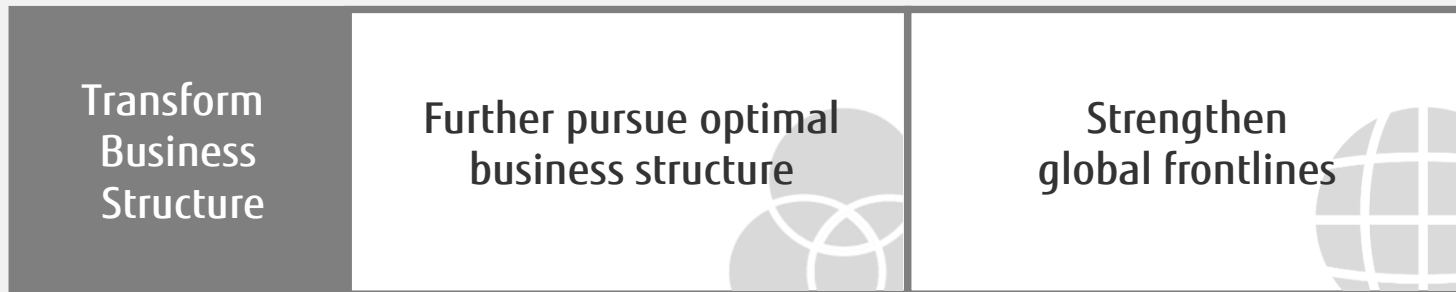 Transform
Business
Structure
Further pursue optimal
business structure
Strengthen
global frontlines